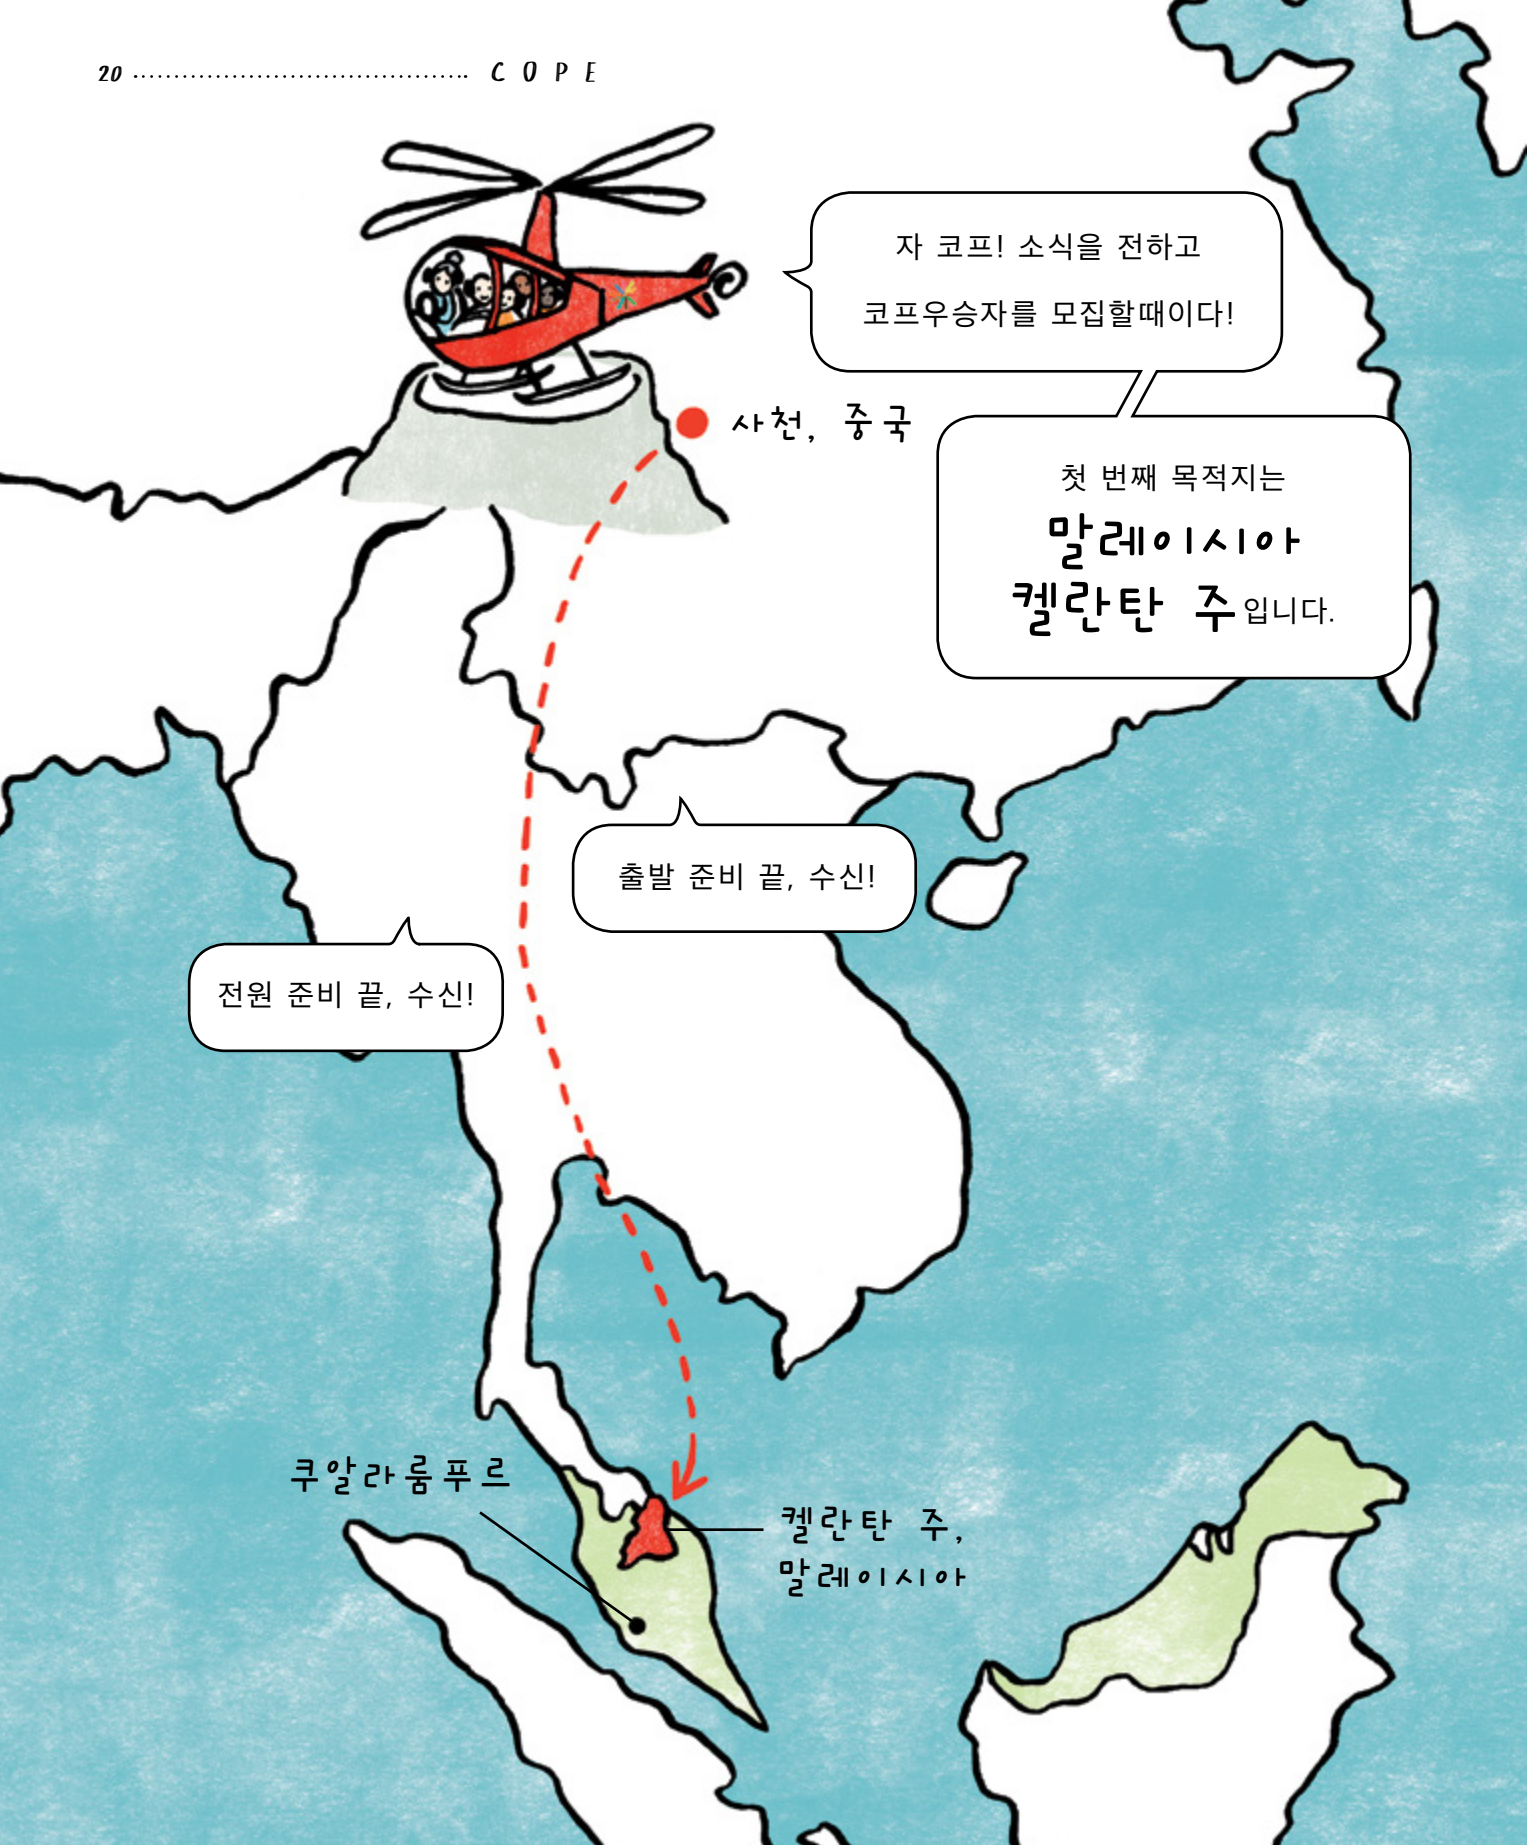 20 COPE
자 코프! 소식을 전하고
코프우승자를 모집할때이다!
사천, 중국
첫 번째 목적지는
말레이시아
켈란탄 주입니다.
출발 준비 끝, 수신!
전원 준비 끝, 수신!
쿠알라룸푸르
켈란탄 주,
말레이시아